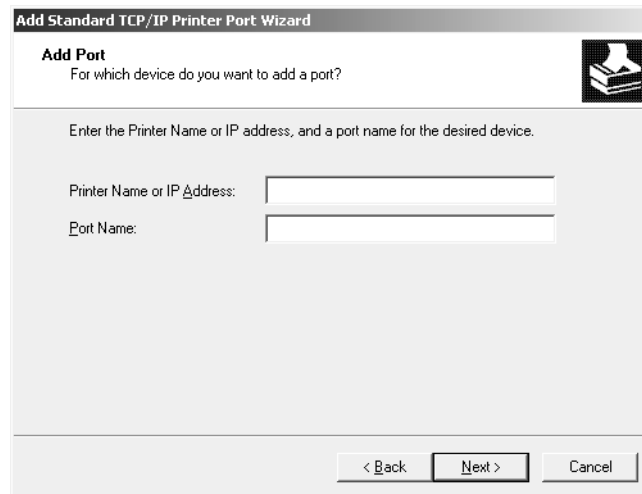 Add Standard TCP/IP Printer Port Wizard
Add Port
For which device do you want to add a port?
Enter the Printer Name or IP address, and a port name for the desired device.
Printer Name or IP Address:
Port Name:
< Back
Next >
Cancel